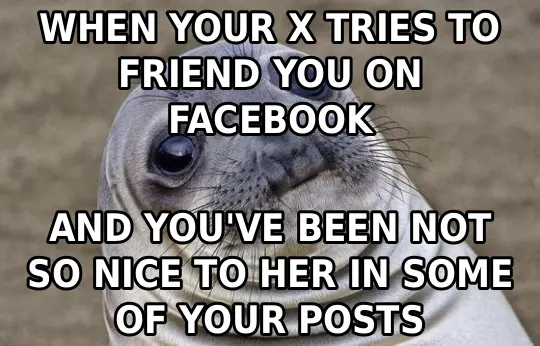 WHEN YOUR X TRIES TO
FRIEND YOU ON
FACEBOOK
AND YOU'VE BEEN NOT
SO NICE TO HER IN SOME
OF YOUR POSTS